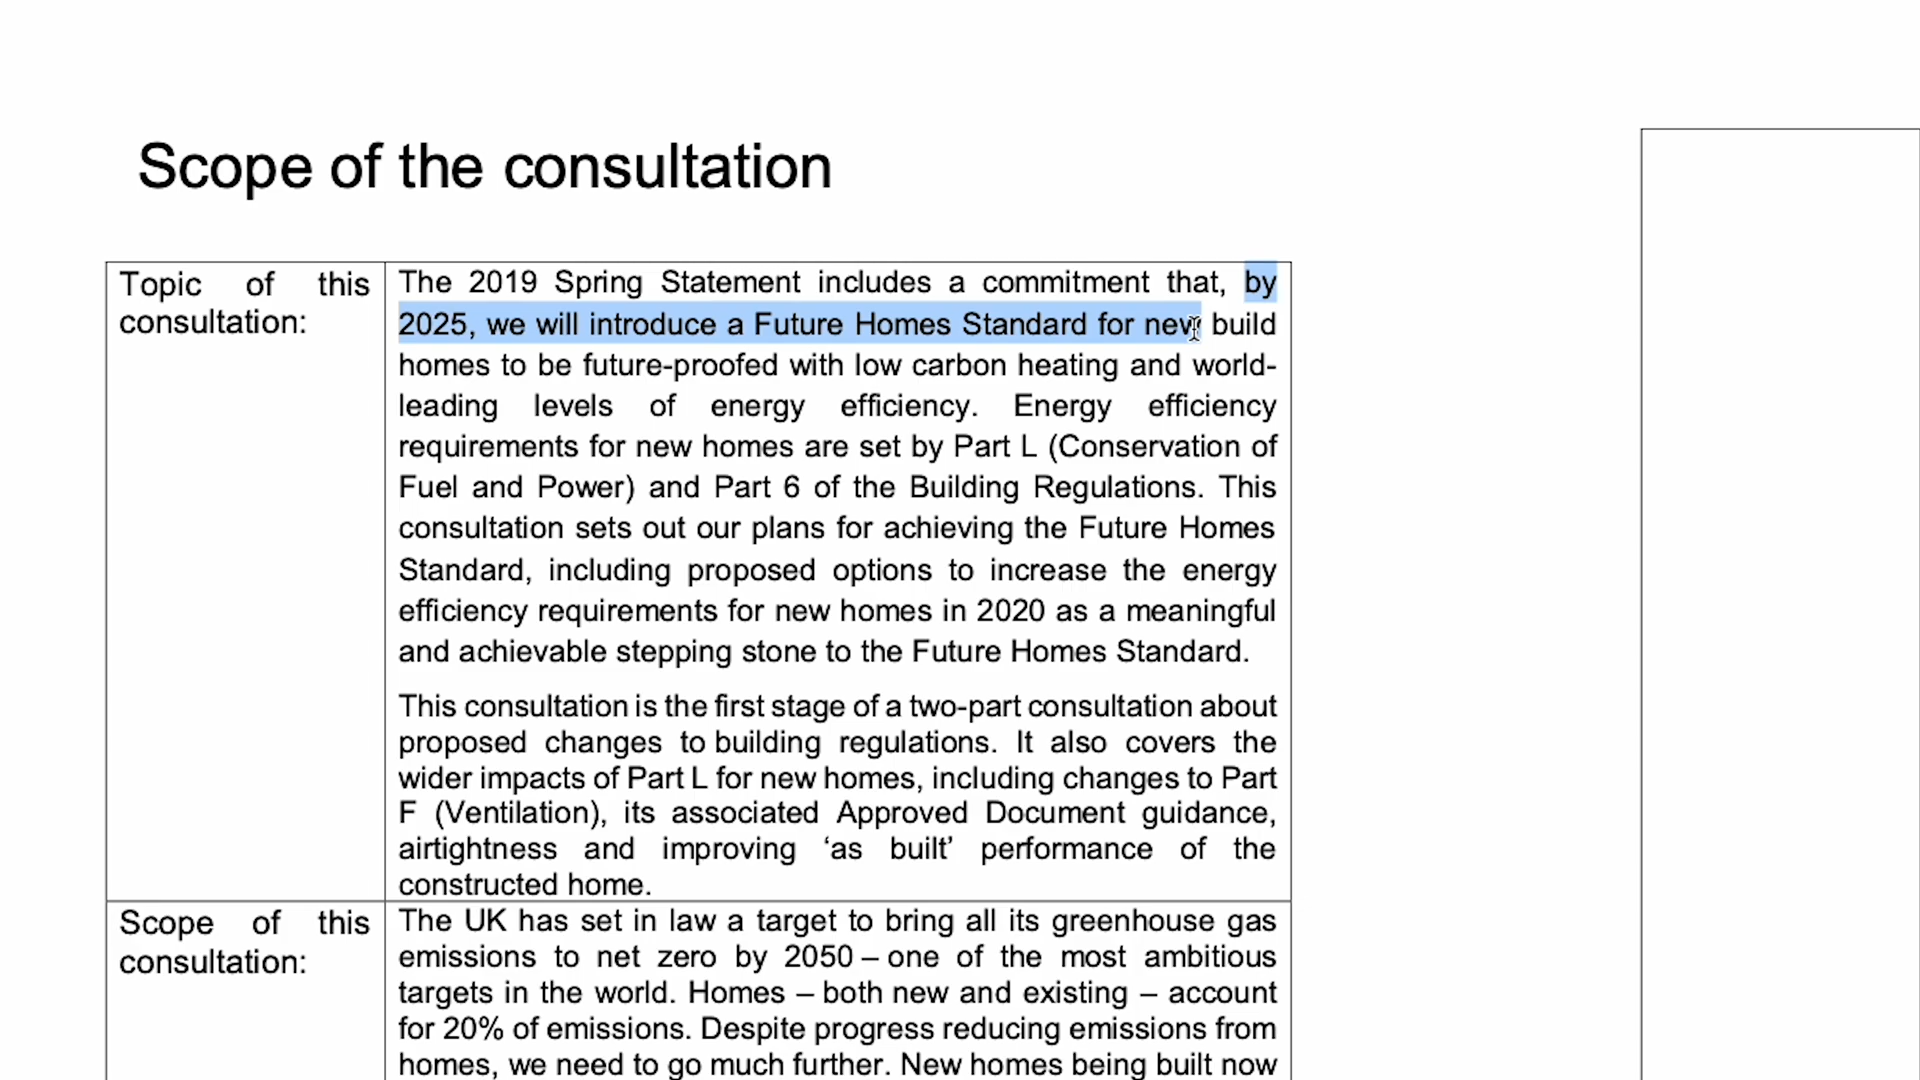 Scope of the consultation
Topic of this
consultation:
The 2019 Spring Statement includes a commitment that, by
2025, we will introduce a Future Homes Standard for new build
homes to be future-proofed with low carbon heating and world-
leading levels of energy efficiency. Energy efficiency
requirements for new homes are set by Part L (Conservation of
Fuel and Power) and Part 6 of the Building Regulations. This
consultation sets out our plans for achieving the Future Homes
Standard, including proposed options to increase the energy
efficiency requirements for new homes in 2020 as a meaningful
and achievable stepping stone to the Future Homes Standard.
This consultation is the first stage of a two-part consultation about
proposed changes to building regulations. It also covers the
wider impacts of Part L for new homes, including changes to Part
F (Ventilation), its associated Approved Document guidance,
airtightness and improving ‘as built’ performance of the
constructed home.
Scope of this
consultation:
The UK has set in law a target to bring all its greenhouse gas
emissions to net zero by 2050 – one of the most ambitious
targets in the world. Homes – both new and existing – account
for 20% of emissions. Despite progress reducing emissions from
homes, we need to go much further. New homes being built now